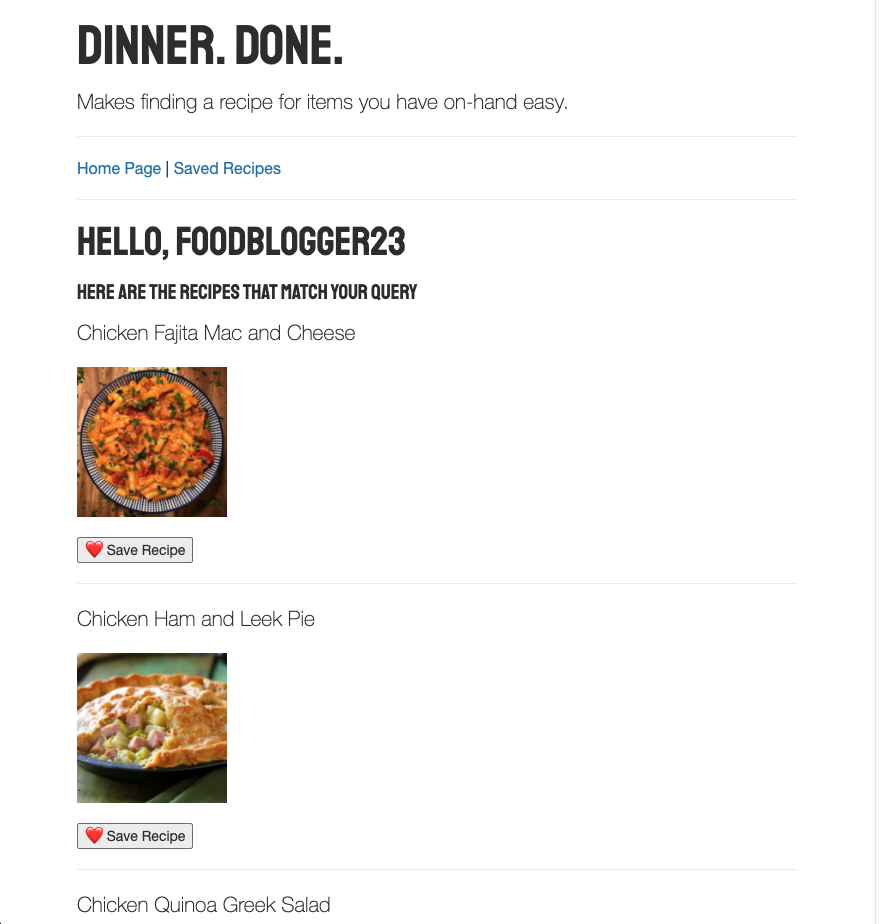 DINNER. DONE.
Makes finding a recipe for items you have on-hand easy.
Home Page | Saved Recipes
HELLO, FOODBLOGGER23
HERE ARE THE RECIPES THAT MATCH YOUR QUERY
Chicken Fajita Mac and Cheese
❤️ Save Recipe
Chicken Ham and Leek Pie
❤️ Save Recipe
Chicken Quinoa Greek Salad